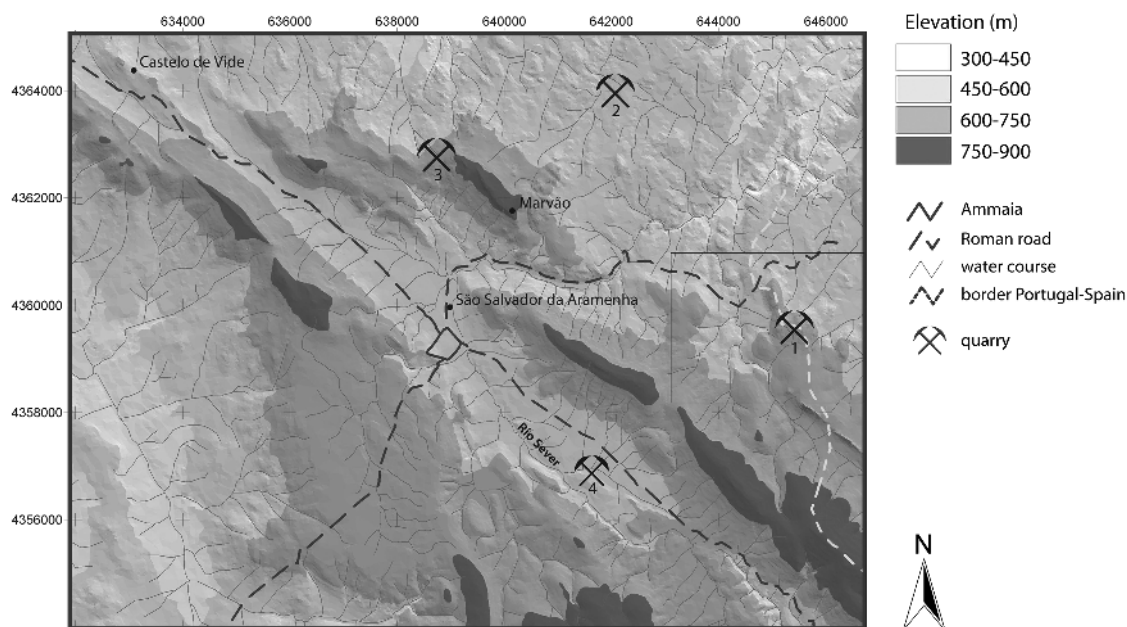 634000
636000
638000
640000
642000
644000
646000
Elevation (m)
300-450
450-600
600-750
750-900
Castelo de Vide
4364000
2
3
4362000
Marvão
Ammaia
Roman road
water course
border Portugal-Spain
quarry
4360000
São Salvador da Aramenha
1
4358000
Rio Sever
4
4356000
N